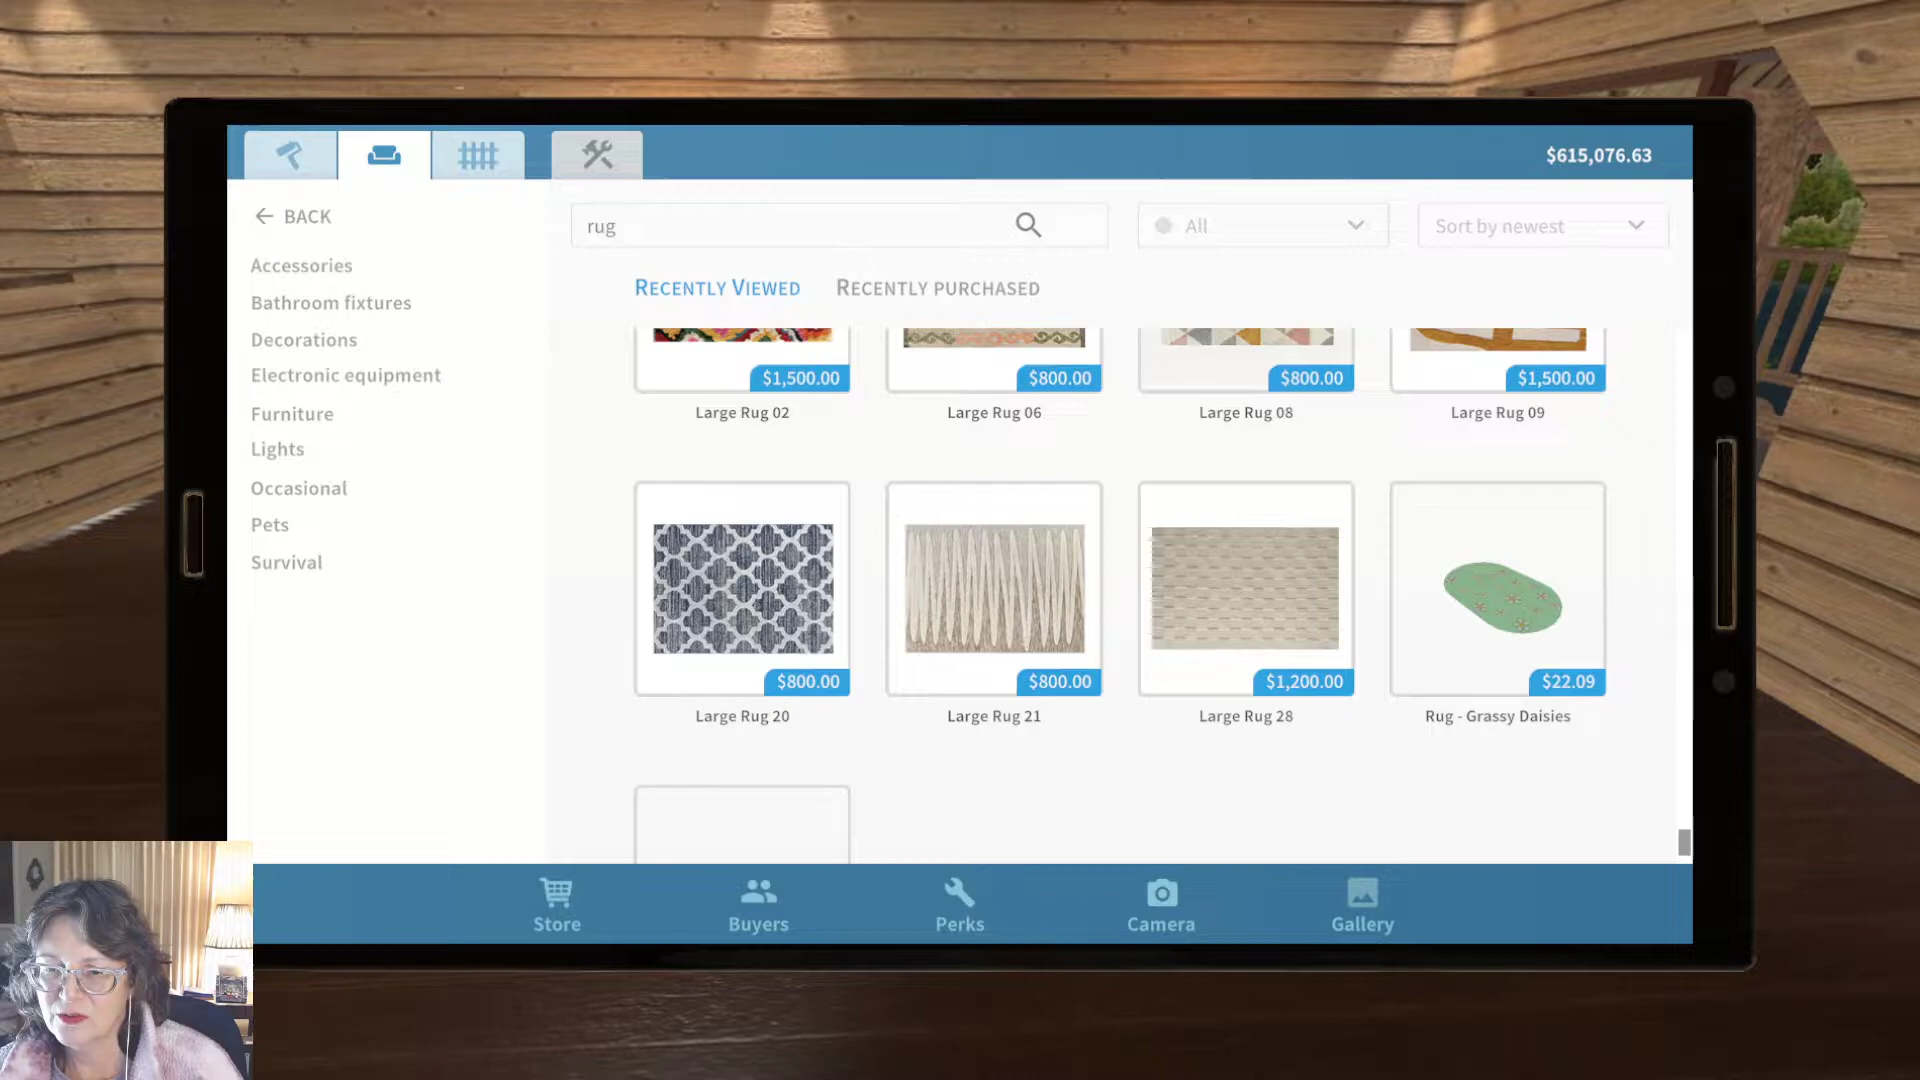 $615,076.63
BACK
rug
All
Sort by newest
Accessories
Bathroom fixtures
Decorations
Electronic equipment
Furniture
Lights
Occasional
Pets
Survival
RECENTLY VIEWED
RECENTLY PURCHASED
$1,500.00
$800.00
$800.00
$1,500.00
Large Rug 02
Large Rug 06
Large Rug 08
Large Rug 09
$800.00
$800.00
$1,200.00
$22.09
Large Rug 20
Large Rug 21
Large Rug 28
Rug - Grassy Daisies
Store
Buyers
Perks
Camera
Gallery